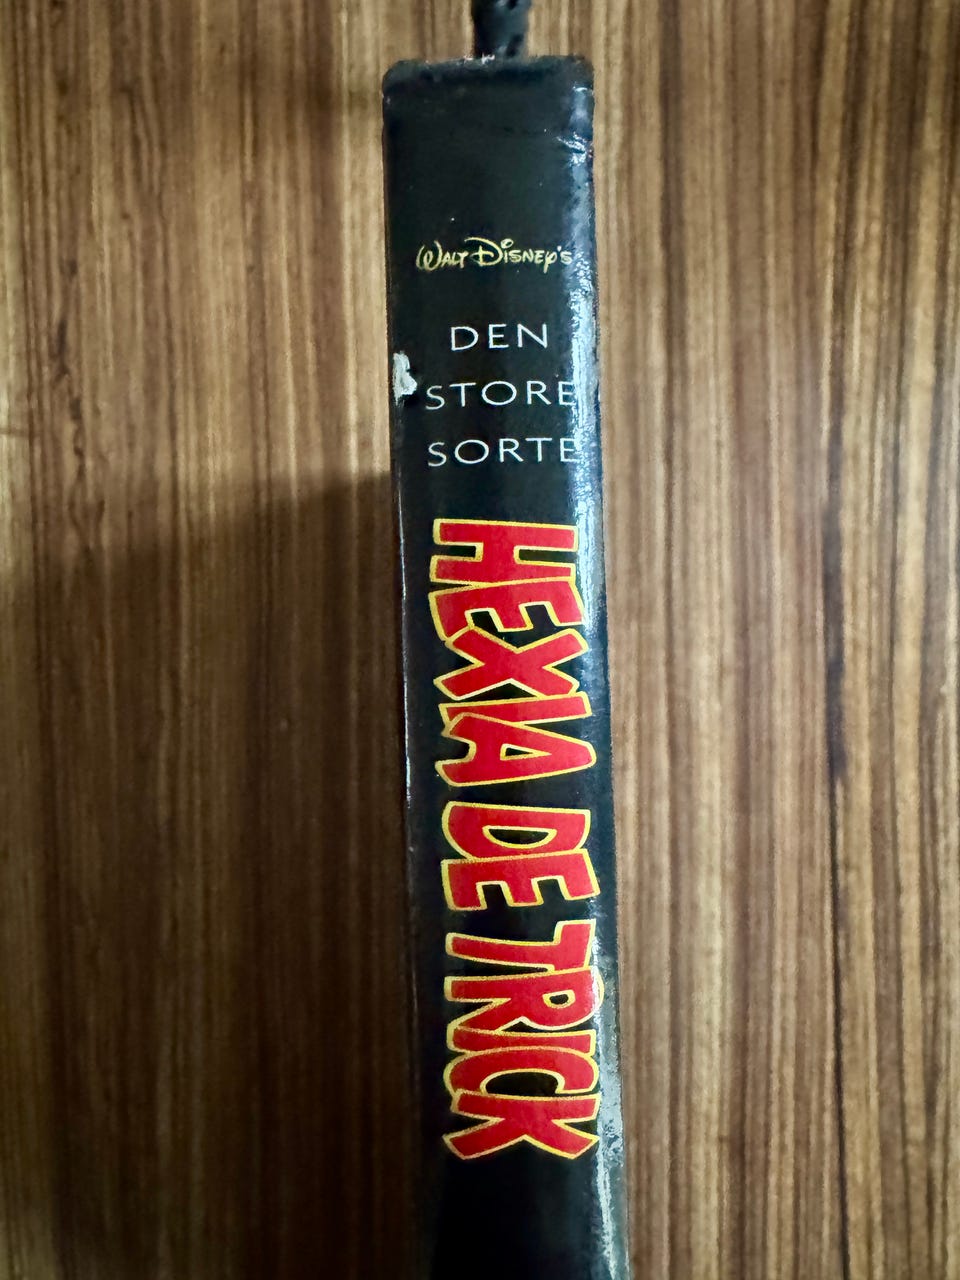 WALT DISNEY'S
DEN
STORE
SORTE
HEXIA DE TRICK